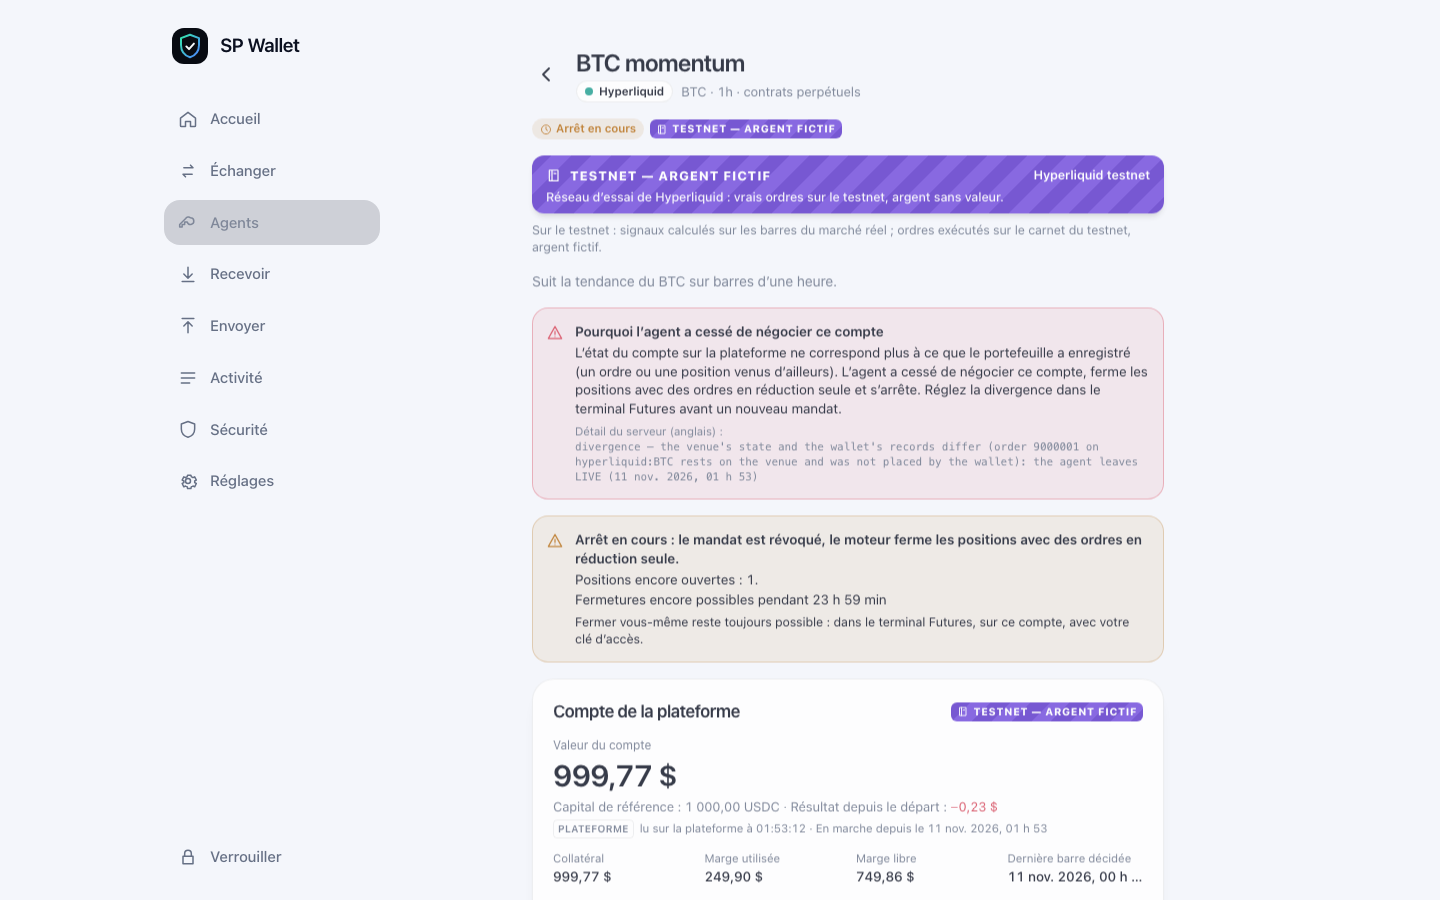 SP Wallet
Accueil
Échanger
Agents
Recevoir
Envoyer
Activité
Sécurité
Réglages
Verrouiller
BTC momentum
Hyperliquid BTC · 1h · contrats perpétuels
Arrêt en cours TESTNET — ARGENT FICTIF
TESTNET — ARGENT FICTIF Hyperliquid testnet
Réseau d’essai de Hyperliquid : vrais ordres sur le testnet, argent sans valeur.
Sur le testnet : signaux calculés sur les barres du marché réel ; ordres exécutés sur le carnet du testnet,
argent fictif.
Suit la tendance du BTC sur barres d’une heure.
Pourquoi l’agent a cessé de négocier ce compte
L’état du compte sur la plateforme ne correspond plus à ce que le portefeuille a enregistré
(un ordre ou une position venus d’ailleurs). L’agent a cessé de négocier ce compte, ferme les
positions avec des ordres en réduction seule et s’arrête. Réglez la divergence dans le
terminal Futures avant un nouveau mandat.
Détail du serveur (anglais) :
divergence — the venue's state and the wallet's records differ (order 9000001 on
hyperliquid:BTC rests on the venue and was not placed by the wallet): the agent leaves
LIVE (11 nov. 2026, 01 h 53)
Arrêt en cours : le mandat est révoqué, le moteur ferme les positions avec des ordres en
réduction seule.
Positions encore ouvertes : 1.
Fermetures encore possibles pendant 23 h 59 min
Fermer vous-même reste toujours possible : dans le terminal Futures, sur ce compte, avec votre
clé d’accès.
Compte de la plateforme TESTNET — ARGENT FICTIF
Valeur du compte
999,77 $
Capital de référence : 1 000,00 USDC · Résultat depuis le départ : −0,23 $
PLATEFORME lu sur la plateforme à 01:53:12 · En marche depuis le 11 nov. 2026, 01 h 53
Collatéral Marge utilisée Marge libre Dernière barre décidée
999,77 $ 249,90 $ 749,86 $ 11 nov. 2026, 00 h ...